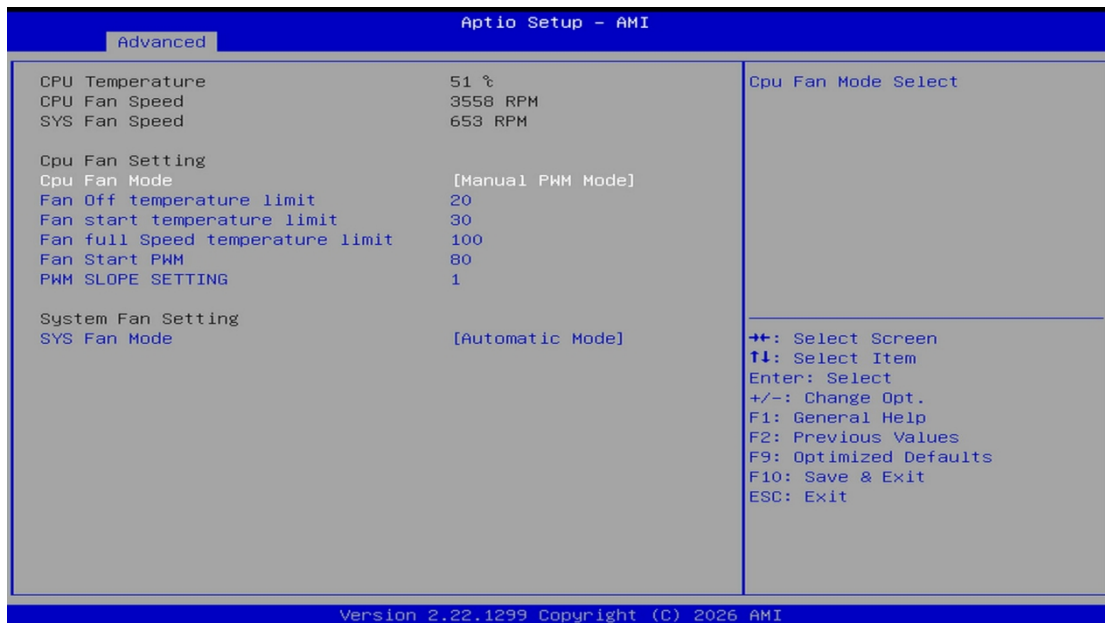 Aptio Setup – AMI
Advanced
CPU Temperature 51 ℃
CPU Fan Speed 3558 RPM
SYS Fan Speed 653 RPM
Cpu Fan Setting
Cpu Fan Mode [Manual PWM Mode]
Fan Off temperature limit 20
Fan start temperature limit 30
Fan full Speed temperature limit 100
Fan Start PWM 80
PWM SLOPE SETTING 1
System Fan Setting
SYS Fan Mode [Automatic Mode]
Cpu Fan Mode Select
→←: Select Screen
↑↓: Select Item
Enter: Select
+/-: Change Opt.
F1: General Help
F2: Previous Values
F9: Optimized Defaults
F10: Save & Exit
ESC: Exit
Version 2.22.1299 Copyright (C) 2026 AMI